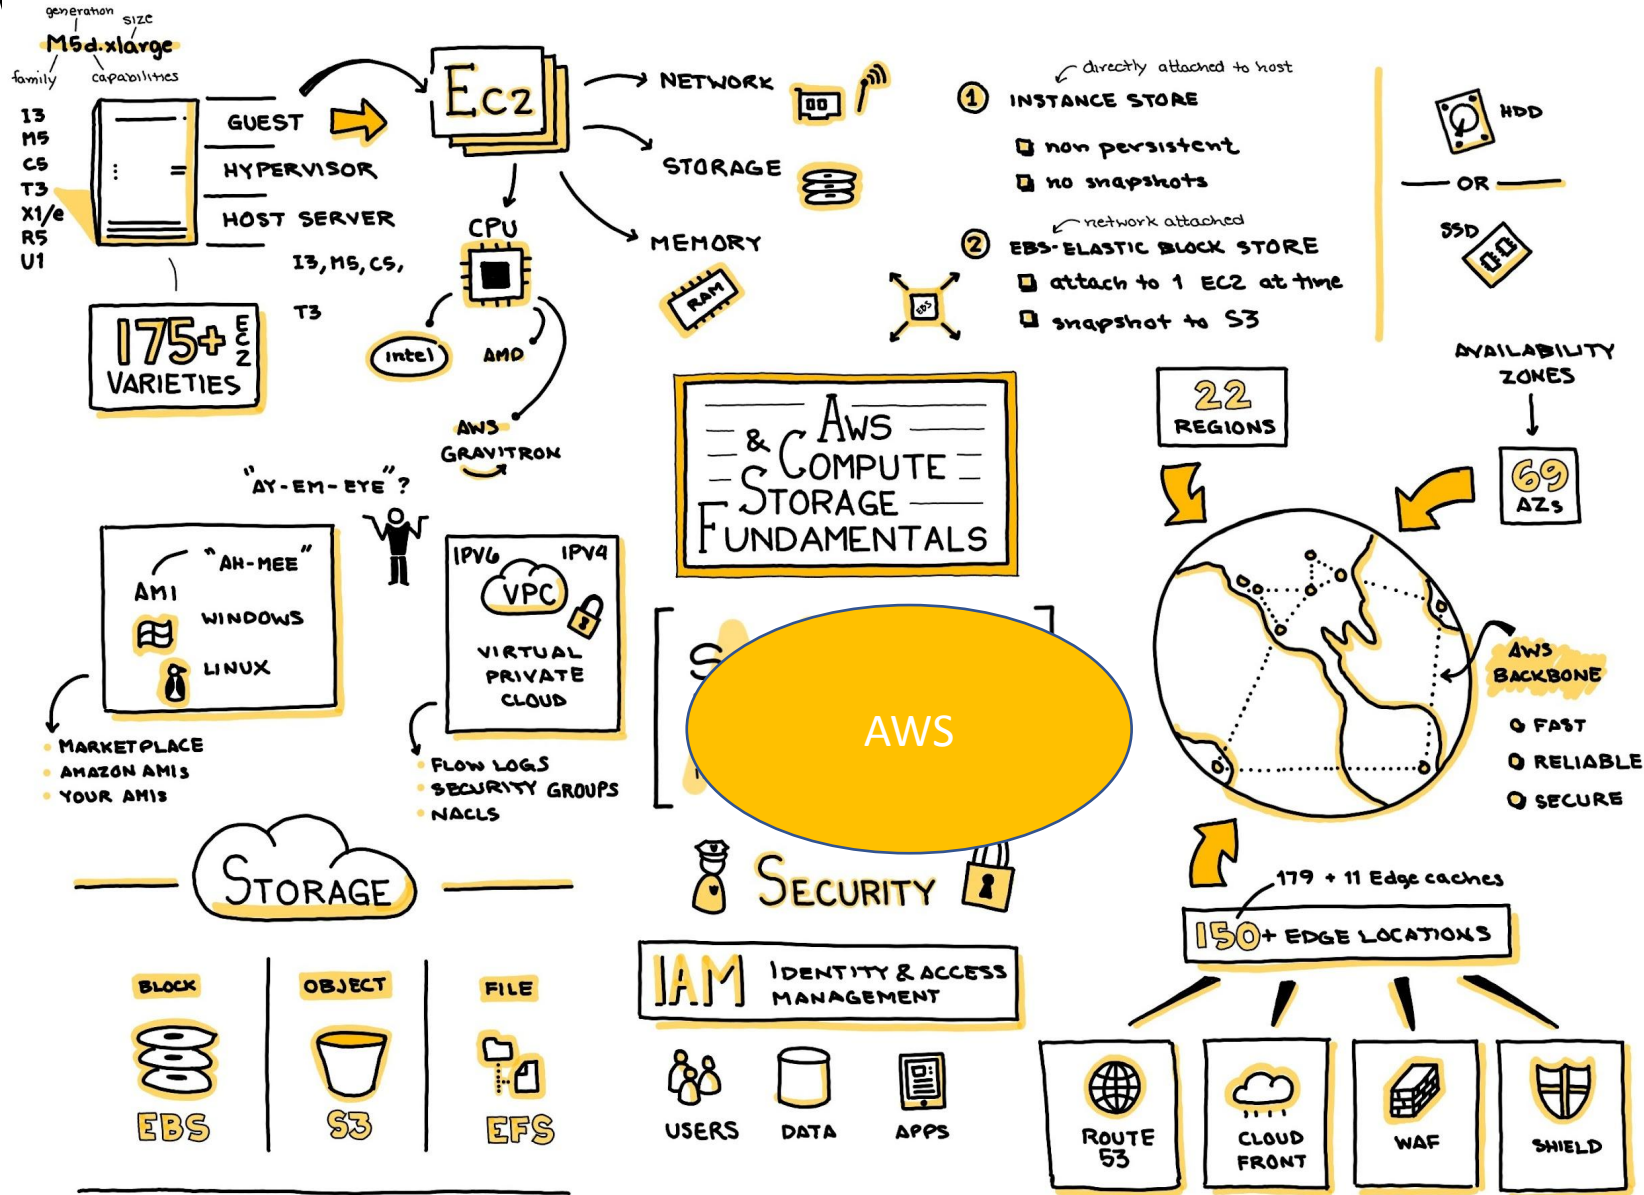 generation
size
M5d.xlarge
family
capabilities
I3
M5
C5
T3
X1/e
R5
U1
GUEST
HYPERVISOR
HOST SERVER
I3, M5, C5,
T3
175+ EC2
VARIETIES
EC2
NETWORK
STORAGE
MEMORY
RAM
CPU
intel
AMD
AWS
GRAVITRON
directly attached to host
1 INSTANCE STORE
non persistent
no snapshots
network attached
2 EBS-ELASTIC BLOCK STORE
attach to 1 EC2 at time
snapshot to S3
EBS
HDD
OR
SSD
AWS
& COMPUTE
STORAGE
FUNDAMENTALS
22
REGIONS
AVAILABILITY
ZONES
69
AZs
"AY-EM-EYE"?
"AH-MEE"
AMI
WINDOWS
LINUX
MARKETPLACE
AMAZON AMIs
YOUR AMIs
IPV6
IPV4
VPC
VIRTUAL
PRIVATE
CLOUD
FLOW LOGS
SECURITY GROUPS
NACLS
S
AWS
AWS
BACKBONE
FAST
RELIABLE
SECURE
STORAGE
BLOCK
EBS
OBJECT
S3
FILE
EFS
SECURITY
IAM
IDENTITY & ACCESS
MANAGEMENT
USERS
DATA
APPS
179 + 11 Edge caches
150+ EDGE LOCATIONS
ROUTE
53
CLOUD
FRONT
WAF
SHIELD